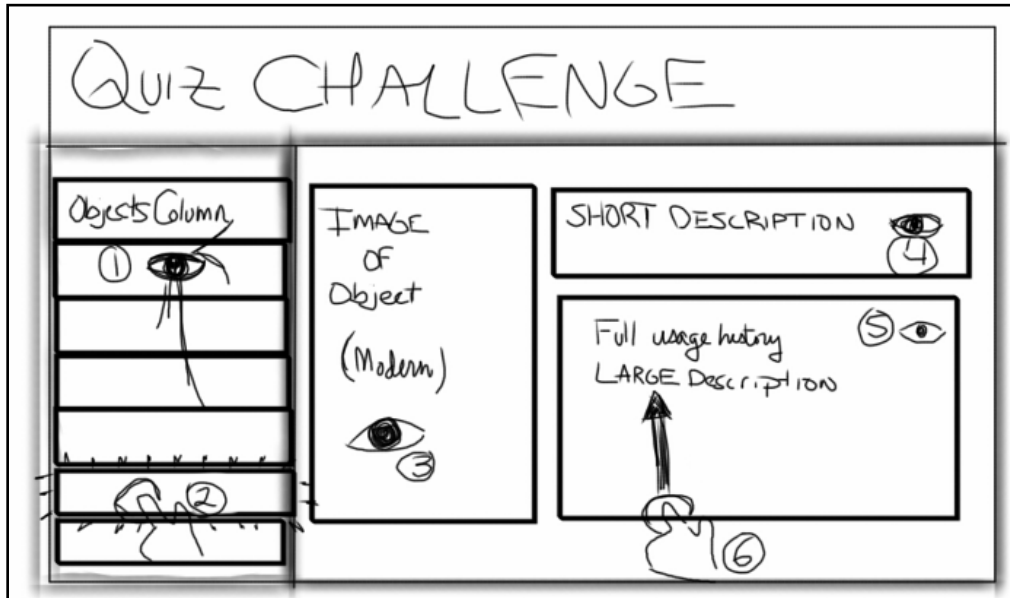 QUIZ CHALLENGE
Objects Column
1
2
IMAGE
OF
Object
(Modern)
3
SHORT DESCRIPTION
4
5
Full usage history
LARGE Description
6